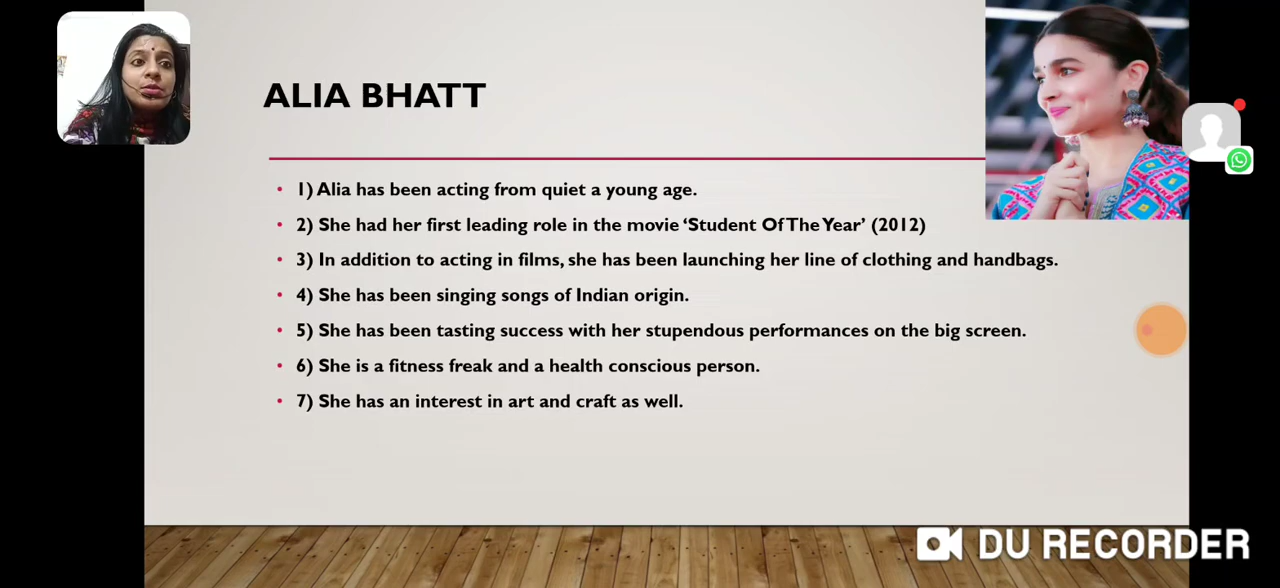 ALIA BHATT
• 1) Alia has been acting from quiet a young age.
• 2) She had her first leading role in the movie ‘Student Of The Year’ (2012)
• 3) In addition to acting in films, she has been launching her line of clothing and handbags.
• 4) She has been singing songs of Indian origin.
• 5) She has been tasting success with her stupendous performances on the big screen.
• 6) She is a fitness freak and a health conscious person.
• 7) She has an interest in art and craft as well.
DU RECORDER